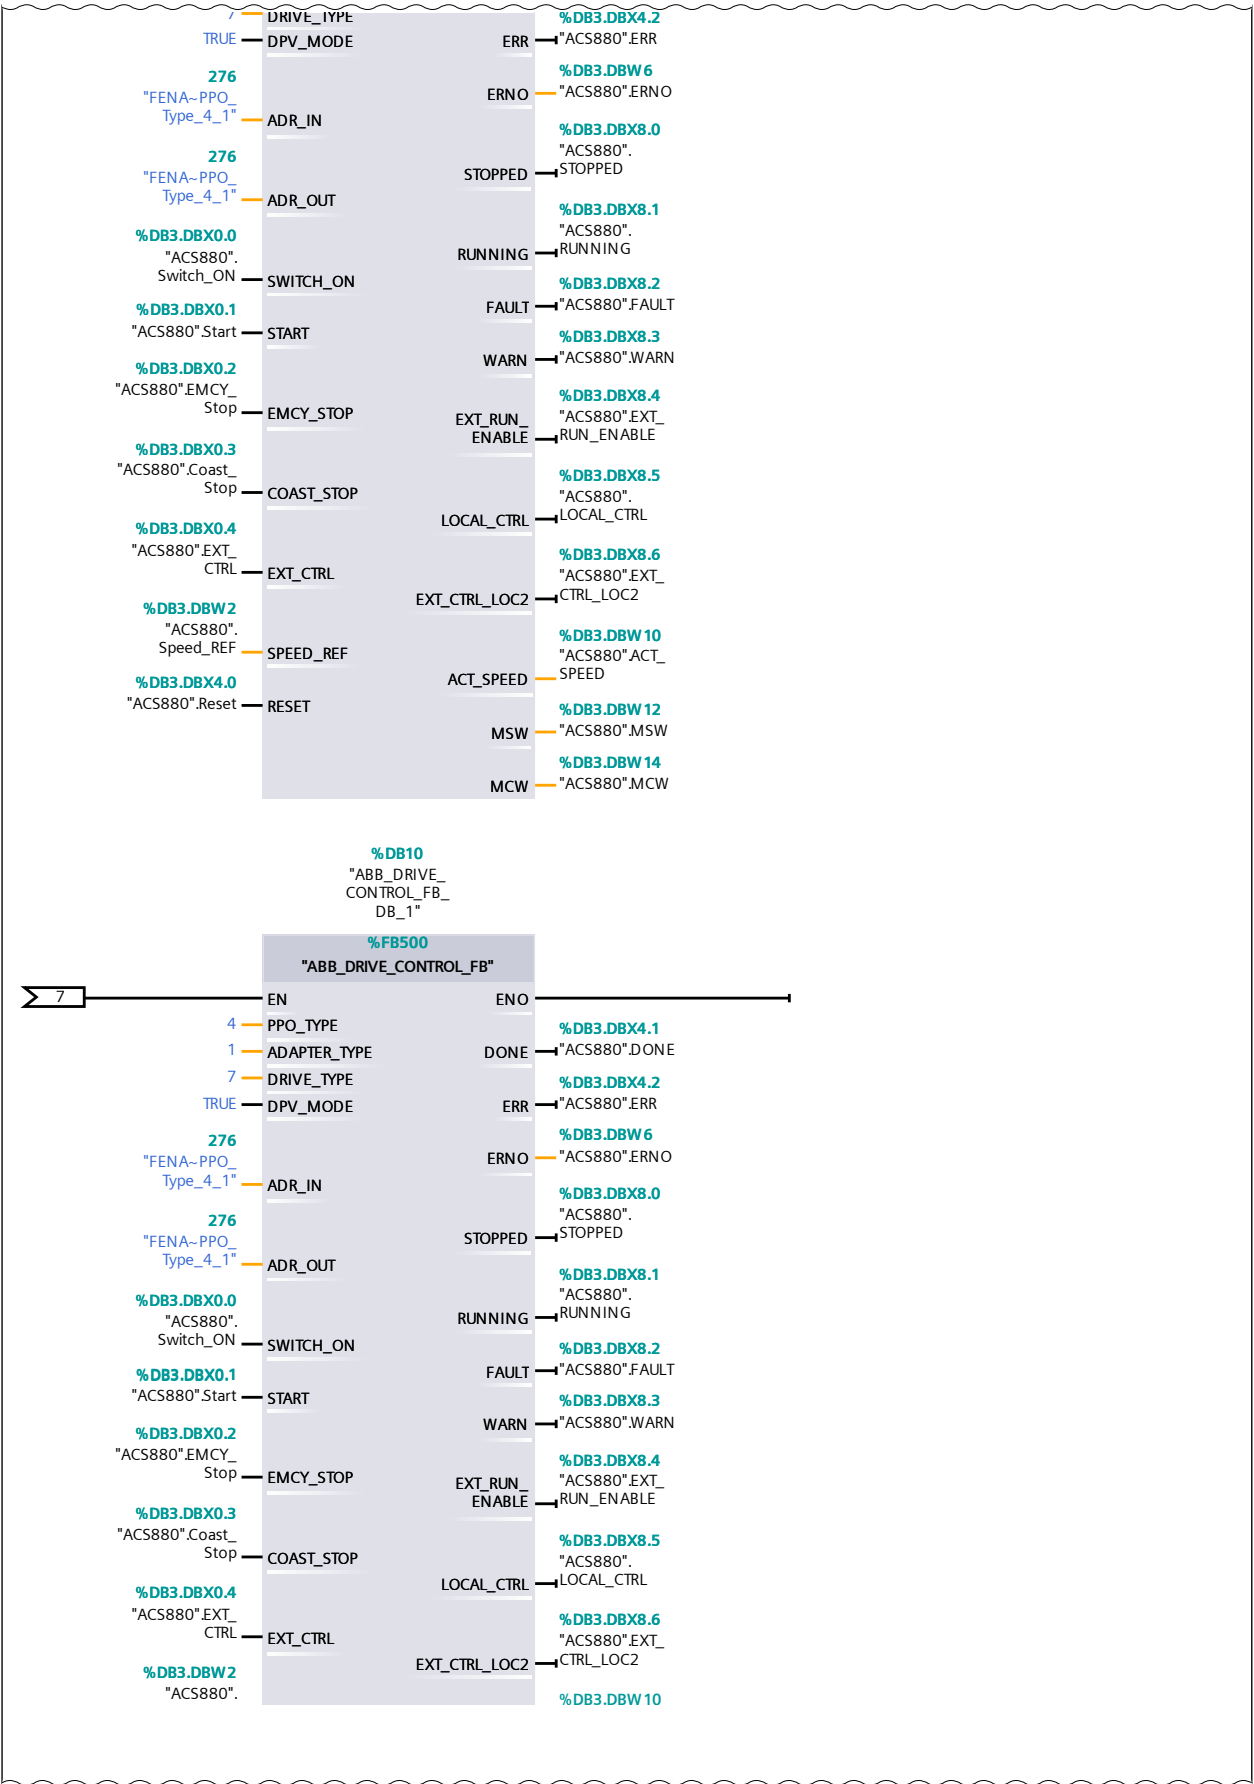 7
DRIVE_TYPE
%DB3.DBX4.2
TRUE
DPV_MODE
ERR
"ACS880".ERR
276
"FENA~PPO_
Type_4_1"
ADR_IN
%DB3.DBW6
ERNO
"ACS880".ERNO
276
"FENA~PPO_
Type_4_1"
ADR_OUT
%DB3.DBX8.0
"ACS880".
STOPPED
STOPPED
%DB3.DBX0.0
"ACS880".
Switch_ON
SWITCH_ON
%DB3.DBX8.1
"ACS880".
RUNNING
RUNNING
%DB3.DBX0.1
"ACS880".Start
START
%DB3.DBX8.2
FAULT
"ACS880".FAULT
%DB3.DBX0.2
"ACS880".EMCY_
Stop
EMCY_STOP
%DB3.DBX8.3
WARN
"ACS880".WARN
%DB3.DBX8.4
"ACS880".EXT_
RUN_ENABLE
EXT_RUN_
ENABLE
%DB3.DBX0.3
"ACS880".Coast_
Stop
COAST_STOP
%DB3.DBX8.5
"ACS880".
LOCAL_CTRL
LOCAL_CTRL
%DB3.DBX0.4
"ACS880".EXT_
CTRL
EXT_CTRL
%DB3.DBX8.6
"ACS880".EXT_
CTRL_LOC2
EXT_CTRL_LOC2
%DB3.DBW2
"ACS880".
Speed_REF
SPEED_REF
%DB3.DBW10
"ACS880".ACT_
SPEED
ACT_SPEED
%DB3.DBX4.0
"ACS880".Reset
RESET
%DB3.DBW12
MSW
"ACS880".MSW
%DB3.DBW14
MCW
"ACS880".MCW
%DB10
"ABB_DRIVE_
CONTROL_FB_
DB_1"
%FB500
"ABB_DRIVE_CONTROL_FB"
7
EN
ENO
4
PPO_TYPE
1
ADAPTER_TYPE
%DB3.DBX4.1
DONE
"ACS880".DONE
7
DRIVE_TYPE
%DB3.DBX4.2
TRUE
DPV_MODE
ERR
"ACS880".ERR
276
"FENA~PPO_
Type_4_1"
ADR_IN
%DB3.DBW6
ERNO
"ACS880".ERNO
276
"FENA~PPO_
Type_4_1"
ADR_OUT
%DB3.DBX8.0
"ACS880".
STOPPED
STOPPED
%DB3.DBX0.0
"ACS880".
Switch_ON
SWITCH_ON
%DB3.DBX8.1
"ACS880".
RUNNING
RUNNING
%DB3.DBX0.1
"ACS880".Start
START
%DB3.DBX8.2
FAULT
"ACS880".FAULT
%DB3.DBX0.2
"ACS880".EMCY_
Stop
EMCY_STOP
%DB3.DBX8.3
WARN
"ACS880".WARN
%DB3.DBX8.4
"ACS880".EXT_
RUN_ENABLE
EXT_RUN_
ENABLE
%DB3.DBX0.3
"ACS880".Coast_
Stop
COAST_STOP
%DB3.DBX8.5
"ACS880".
LOCAL_CTRL
LOCAL_CTRL
%DB3.DBX0.4
"ACS880".EXT_
CTRL
EXT_CTRL
%DB3.DBX8.6
"ACS880".EXT_
CTRL_LOC2
EXT_CTRL_LOC2
%DB3.DBW2
"ACS880".
%DB3.DBW10